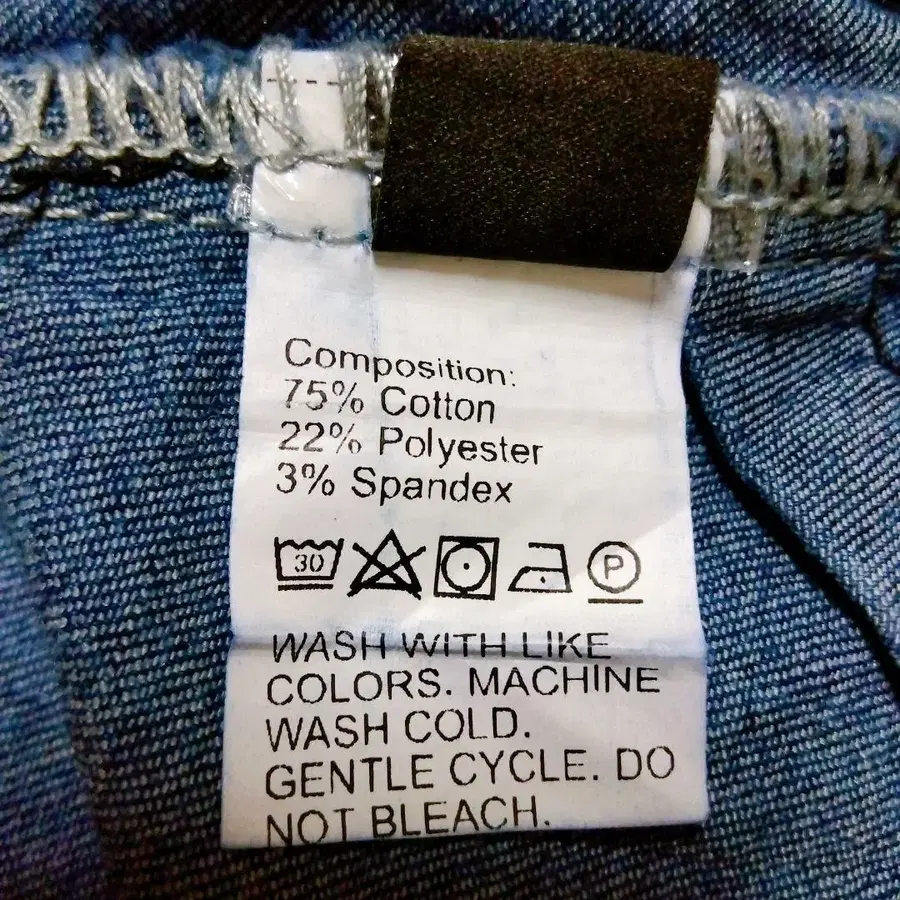 Composition:
75% Cotton
22% Polyester
3% Spandex
30 P
WASH WITH LIKE
COLORS. MACHINE
WASH COLD.
GENTLE CYCLE. DO
NOT BLEACH.